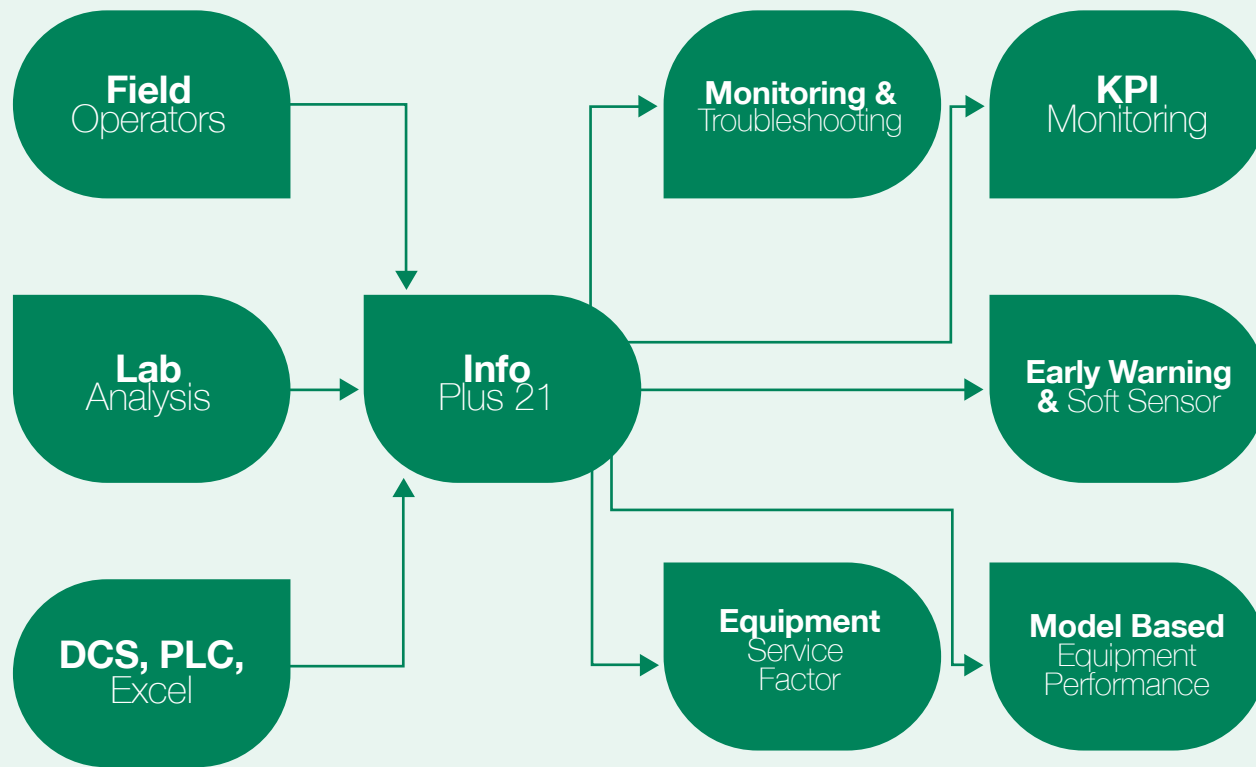 Field
Operators
Monitoring &
Troubleshooting
KPI
Monitoring
Lab
Analysis
Info
Plus 21
Early Warning
& Soft Sensor
DCS, PLC,
Excel
Equipment
Service
Factor
Model Based
Equipment
Performance